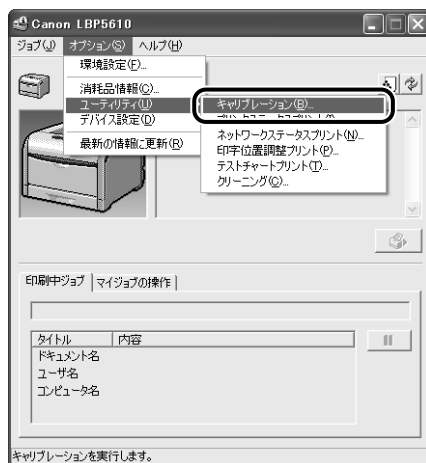 Canon LBP5610
ジョブ(J) オプション(S) ヘルプ(H)
環境設定(F)...
消耗品情報(C)...
ユーティリティ(U)
デバイス設定(D)
最新の情報に更新(R)
キャリブレーション(B)...
ネットワークステータスプリント(N)...
印字位置調整プリント(P)...
テストチャートプリント(T)...
クリーニング(G)...
印刷中ジョブ マイジョブの操作
タイトル 内容
ドキュメント名
ユーザ名
コンピュータ名
キャリブレーションを実行します。